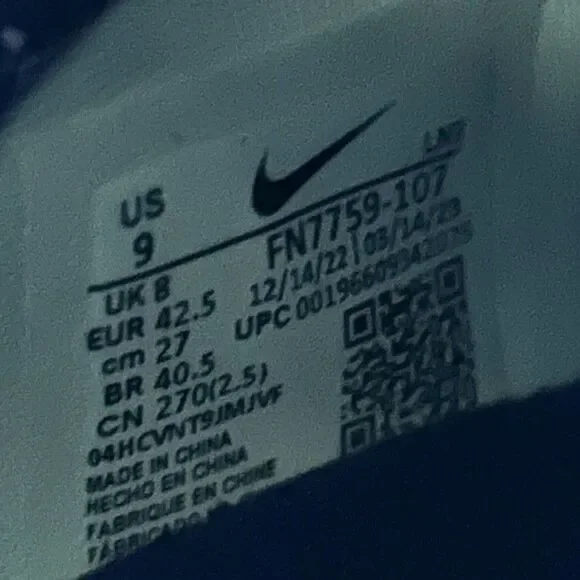 US
9
UK 8
EUR 42.5
cm 27
BR 40.5
CN 270(2.5)
04HCVNT9JMJVF
MADE IN CHINA
HECHO EN CHINA
FABRIQUE EN CHINE
FABRICADO
FN7759-107
12/14/22 03/14/23
UPC